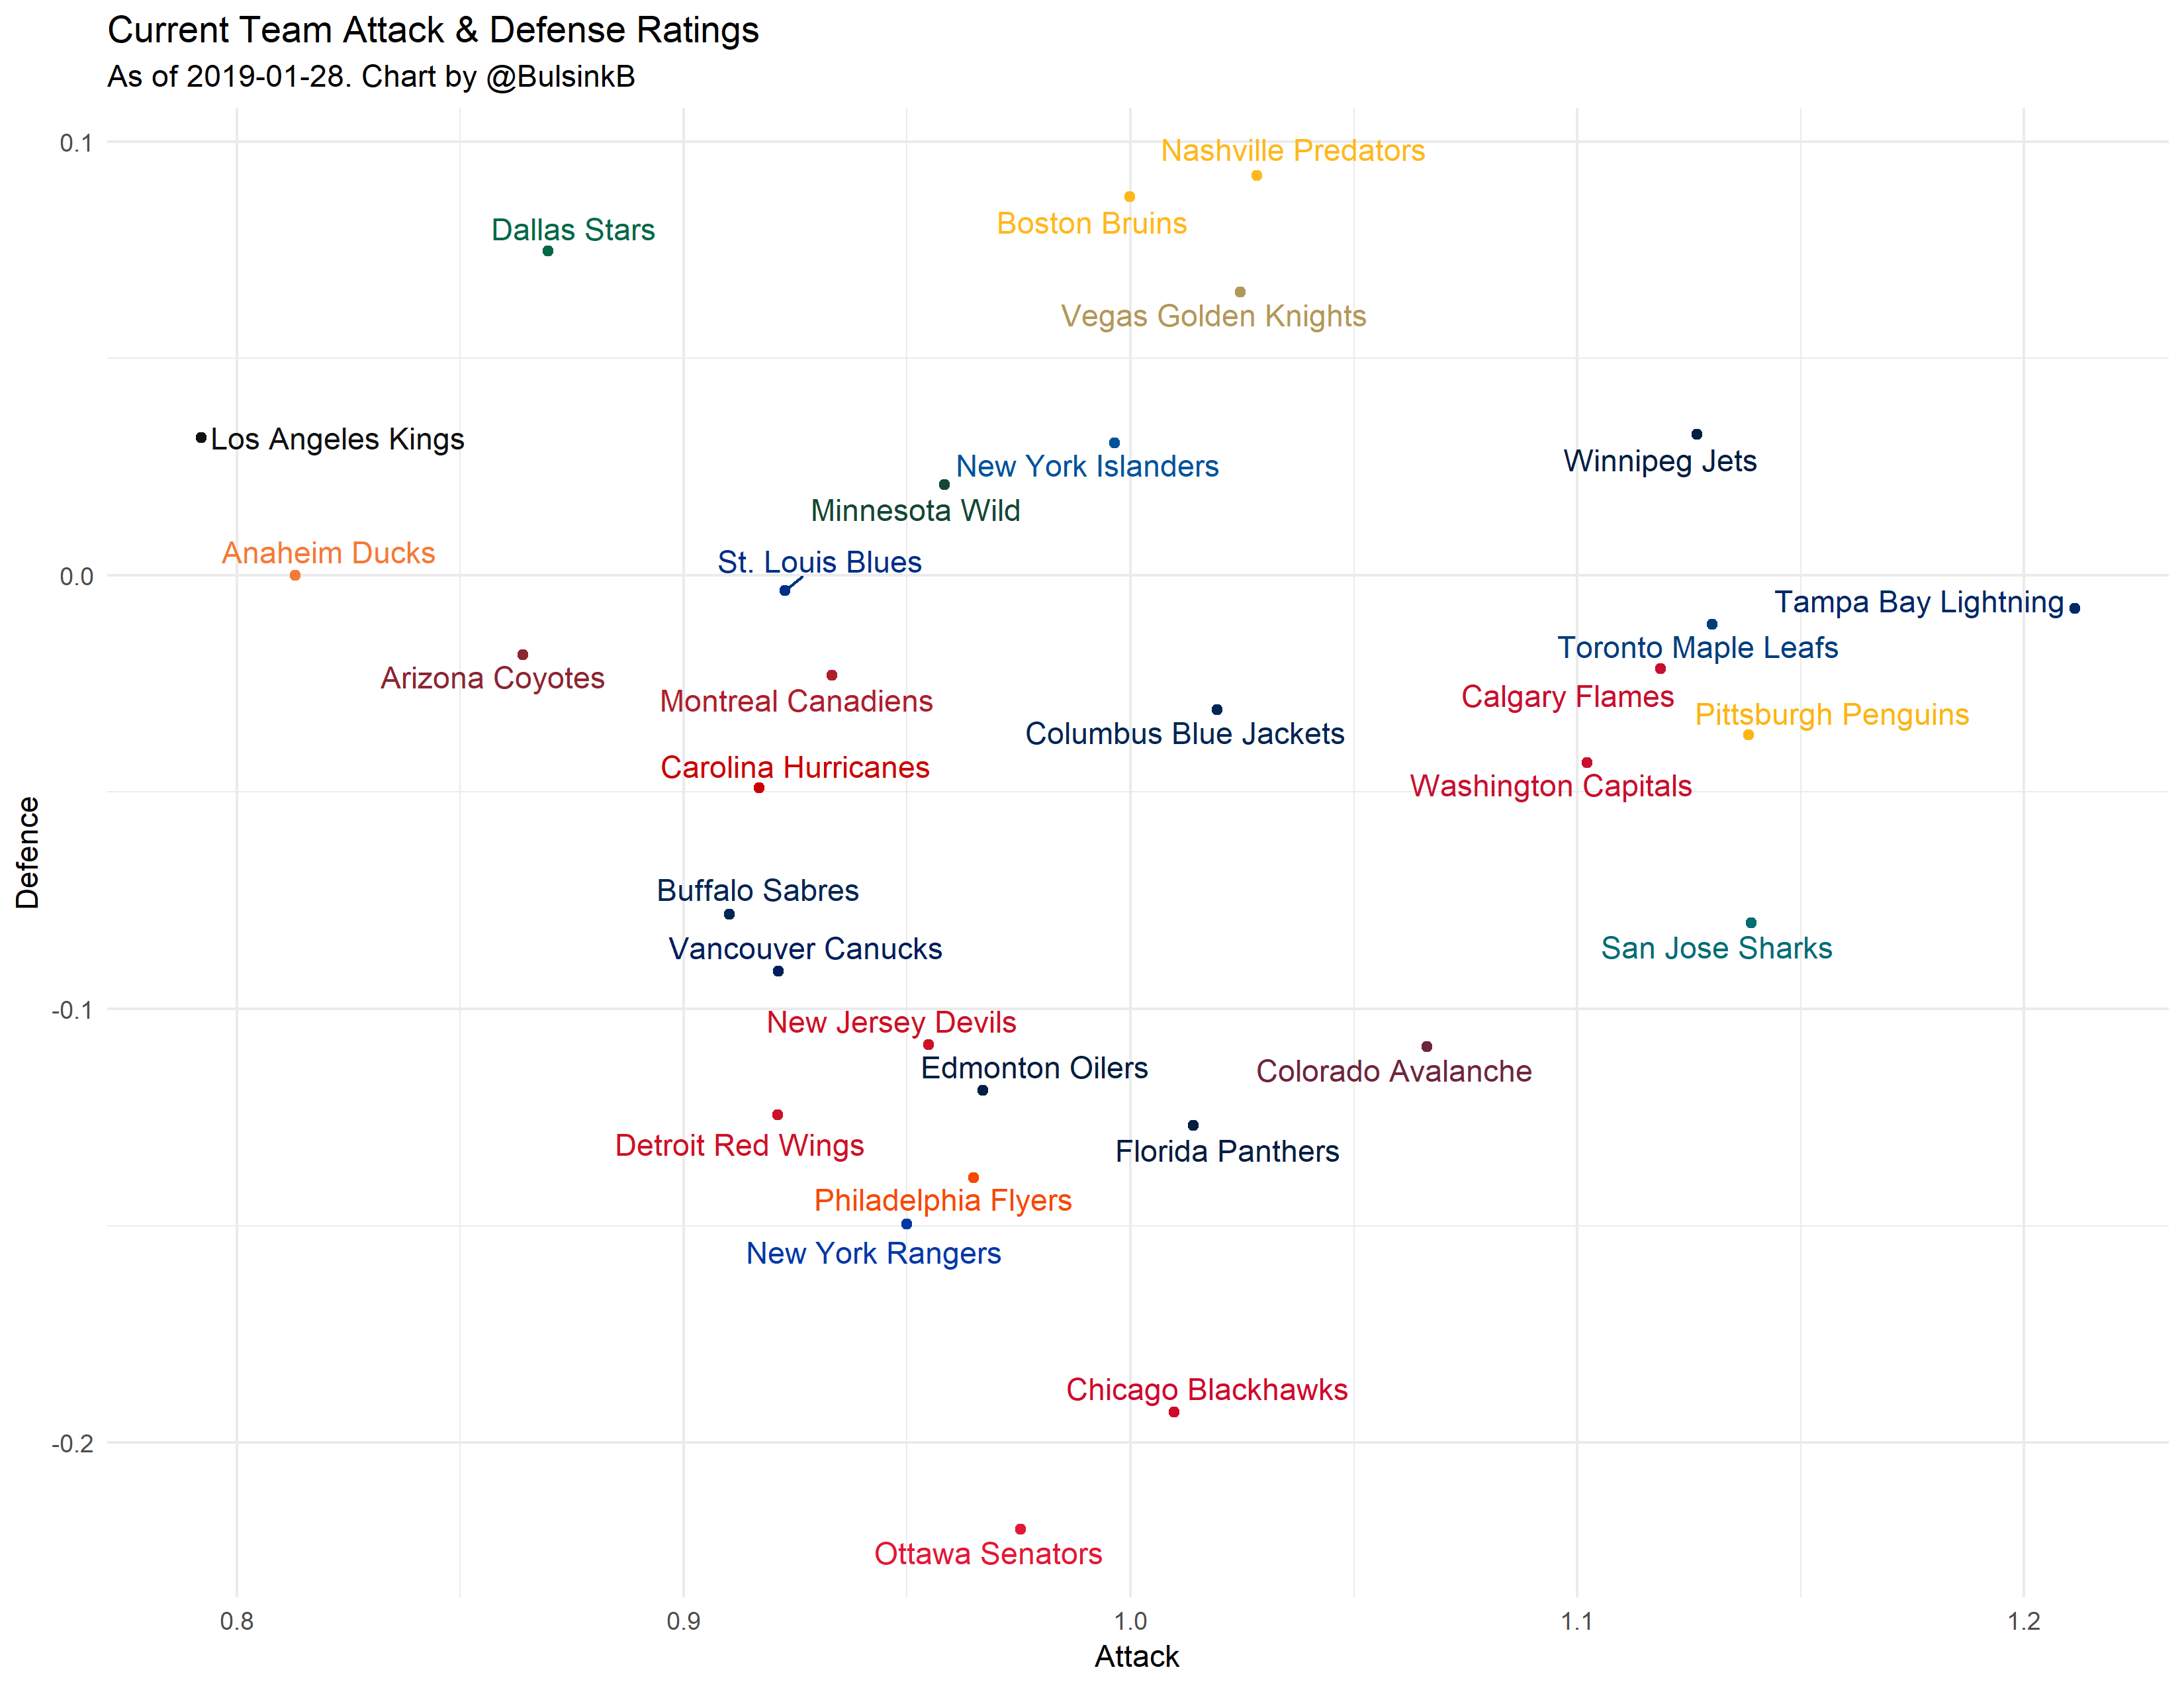 Current Team Attack & Defense Ratings
As of 2019-01-28. Chart by @BulsinkB
0.1
Nashville Predators
Boston Bruins
Dallas Stars
Vegas Golden Knights
Los Angeles Kings
New York Islanders
Winnipeg Jets
Minnesota Wild
Anaheim Ducks
St. Louis Blues
0.0
Tampa Bay Lightning
Toronto Maple Leafs
Arizona Coyotes
Montreal Canadiens
Calgary Flames
Pittsburgh Penguins
Columbus Blue Jackets
Carolina Hurricanes
Washington Capitals
Defence
Buffalo Sabres
Vancouver Canucks
San Jose Sharks
-0.1
New Jersey Devils
Edmonton Oilers
Colorado Avalanche
Detroit Red Wings
Florida Panthers
Philadelphia Flyers
New York Rangers
Chicago Blackhawks
-0.2
Ottawa Senators
0.8
0.9
1.0
1.1
1.2
Attack